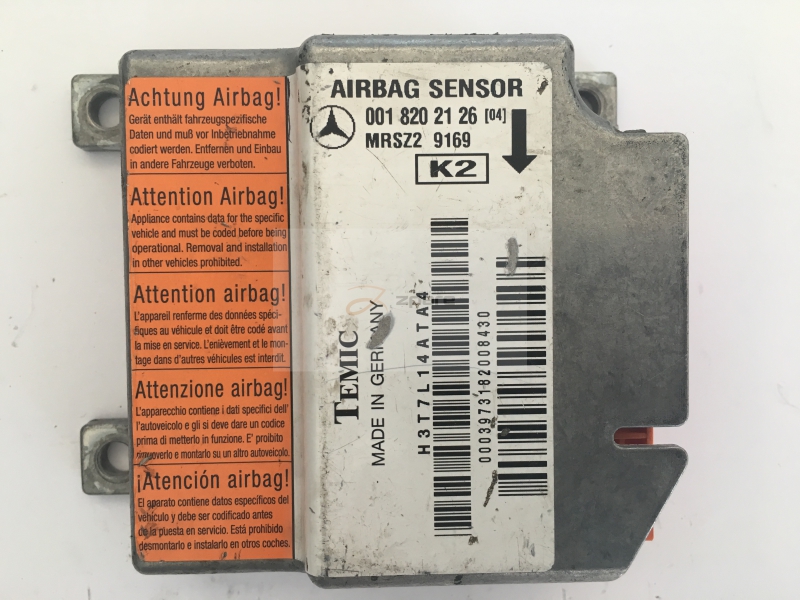 Achtung Airbag!
Gerät enthält fahrzeugspezifische
Daten und muß vor Inbetriebnahme
codiert werden. Entfernen und Einbau
in andere Fahrzeuge verboten.
Attention Airbag!
Appliance contains data for the specific
vehicle and must be coded before being
operational. Removal and installation
in other vehicles prohibited.
Attention airbag!
L'appareil renferme des données spéci-
fiques au véhicule et doit être codé avant
la mise en service. L'enièvement et le mon-
tage dans d'autres véhicules est interdit.
Attenzione airbag!
L'apparecchio contiene i dati specifici dell'
l'autoveicolo e gli si deve dare un codice
prima di metterlo in funzione. E' proibito
rimuoverlo e montarlo su un altro autoveicolo.
¡Atención airbag!
El aparato contiene datos específicos del
vehículo y debe ser codificado antes
de la puesta en servicio. Está prohibido
desmontarlo e instalarlo en otros coches.
AIRBAG SENSOR
001 820 21 26 [04]
MRSZ2 9169
K2
TEMIC
MADE IN GERMANY
H3T7L14ATA4
0003973182008430